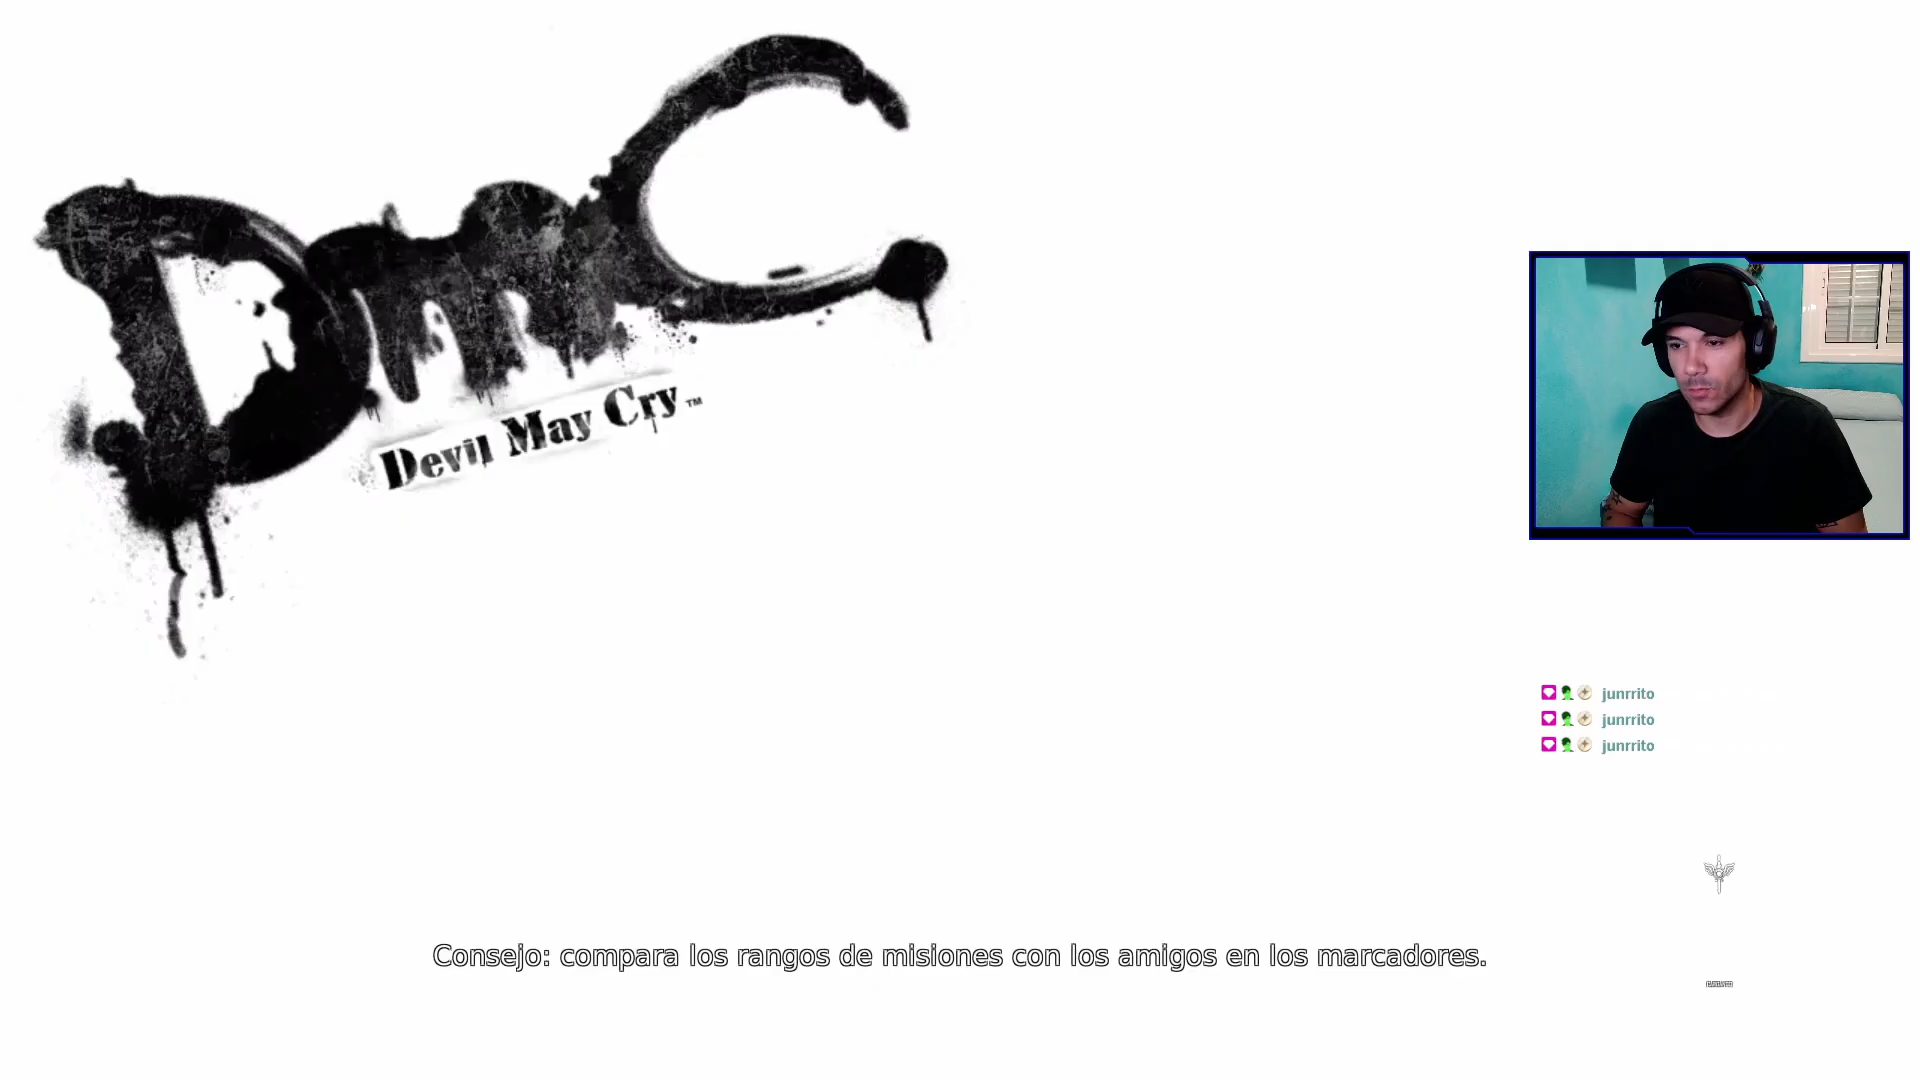 DmC
Devil May Cry™
junrrito
junrrito
junrrito
Consejo: compara los rangos de misiones con los amigos en los marcadores.